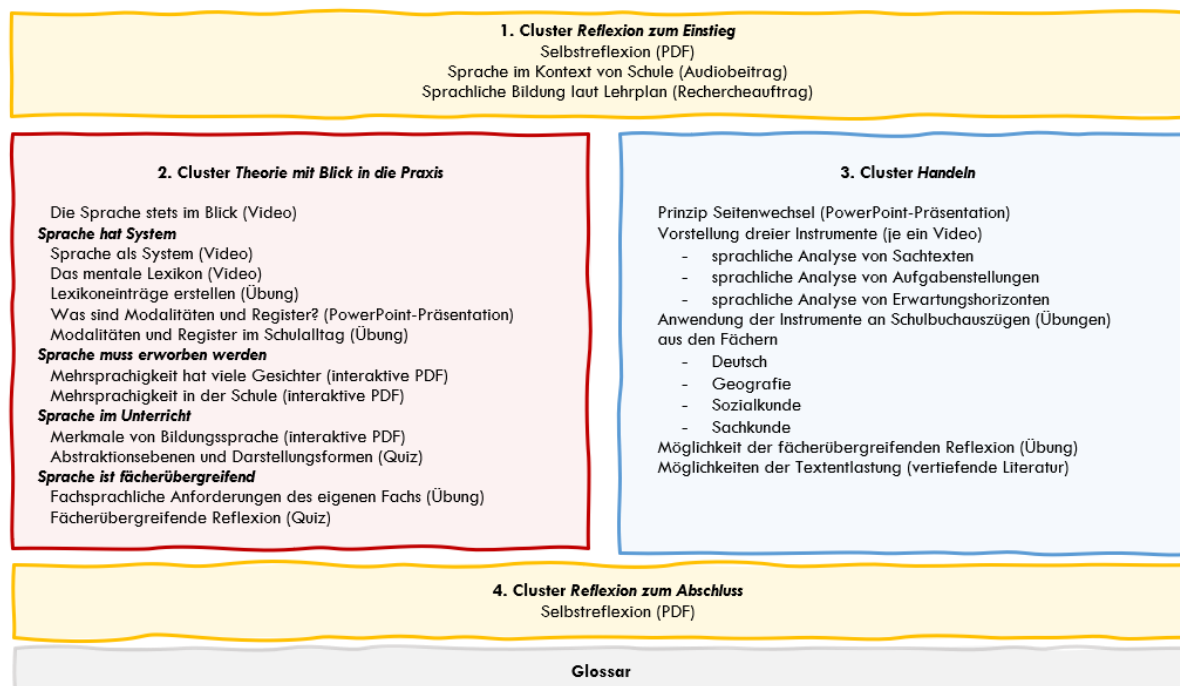 1. Cluster Reflexion zum Einstieg
Selbstreflexion (PDF)
Sprache im Kontext von Schule (Audiobeitrag)
Sprachliche Bildung laut Lehrplan (Rechercheauftrag)
2. Cluster Theorie mit Blick in die Praxis
Die Sprache stets im Blick (Video)
Sprache hat System
Sprache als System (Video)
Das mentale Lexikon (Video)
Lexikoneinträge erstellen (Übung)
Was sind Modalitäten und Register? (PowerPoint-Präsentation)
Modalitäten und Register im Schulalltag (Übung)
Sprache muss erworben werden
Mehrsprachigkeit hat viele Gesichter (interaktive PDF)
Mehrsprachigkeit in der Schule (interaktive PDF)
Sprache im Unterricht
Merkmale von Bildungssprache (interaktive PDF)
Abstraktionsebenen und Darstellungsformen (Quiz)
Sprache ist fächerübergreifend
Fachsprachliche Anforderungen des eigenen Fachs (Übung)
Fächerübergreifende Reflexion (Quiz)
3. Cluster Handeln
Prinzip Seitenwechsel (PowerPoint-Präsentation)
Vorstellung dreier Instrumente (je ein Video)
- sprachliche Analyse von Sachtexten
- sprachliche Analyse von Aufgabenstellungen
- sprachliche Analyse von Erwartungshorizonten
Anwendung der Instrumente an Schulbuchauszügen (Übungen)
aus den Fächern
- Deutsch
- Geografie
- Sozialkunde
- Sachkunde
Möglichkeit der fächerübergreifenden Reflexion (Übung)
Möglichkeiten der Textentlastung (vertiefende Literatur)
4. Cluster Reflexion zum Abschluss
Selbstreflexion (PDF)
Glossar